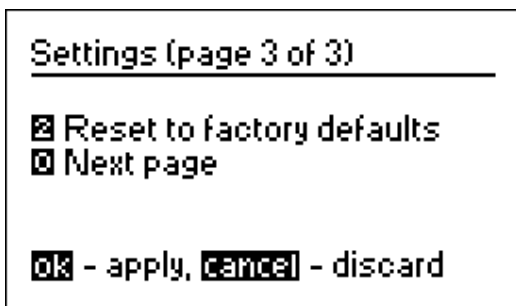 Settings (page 3 of 3)
2 Reset to factory defaults
0 Next page
ok - apply, cancel - discard